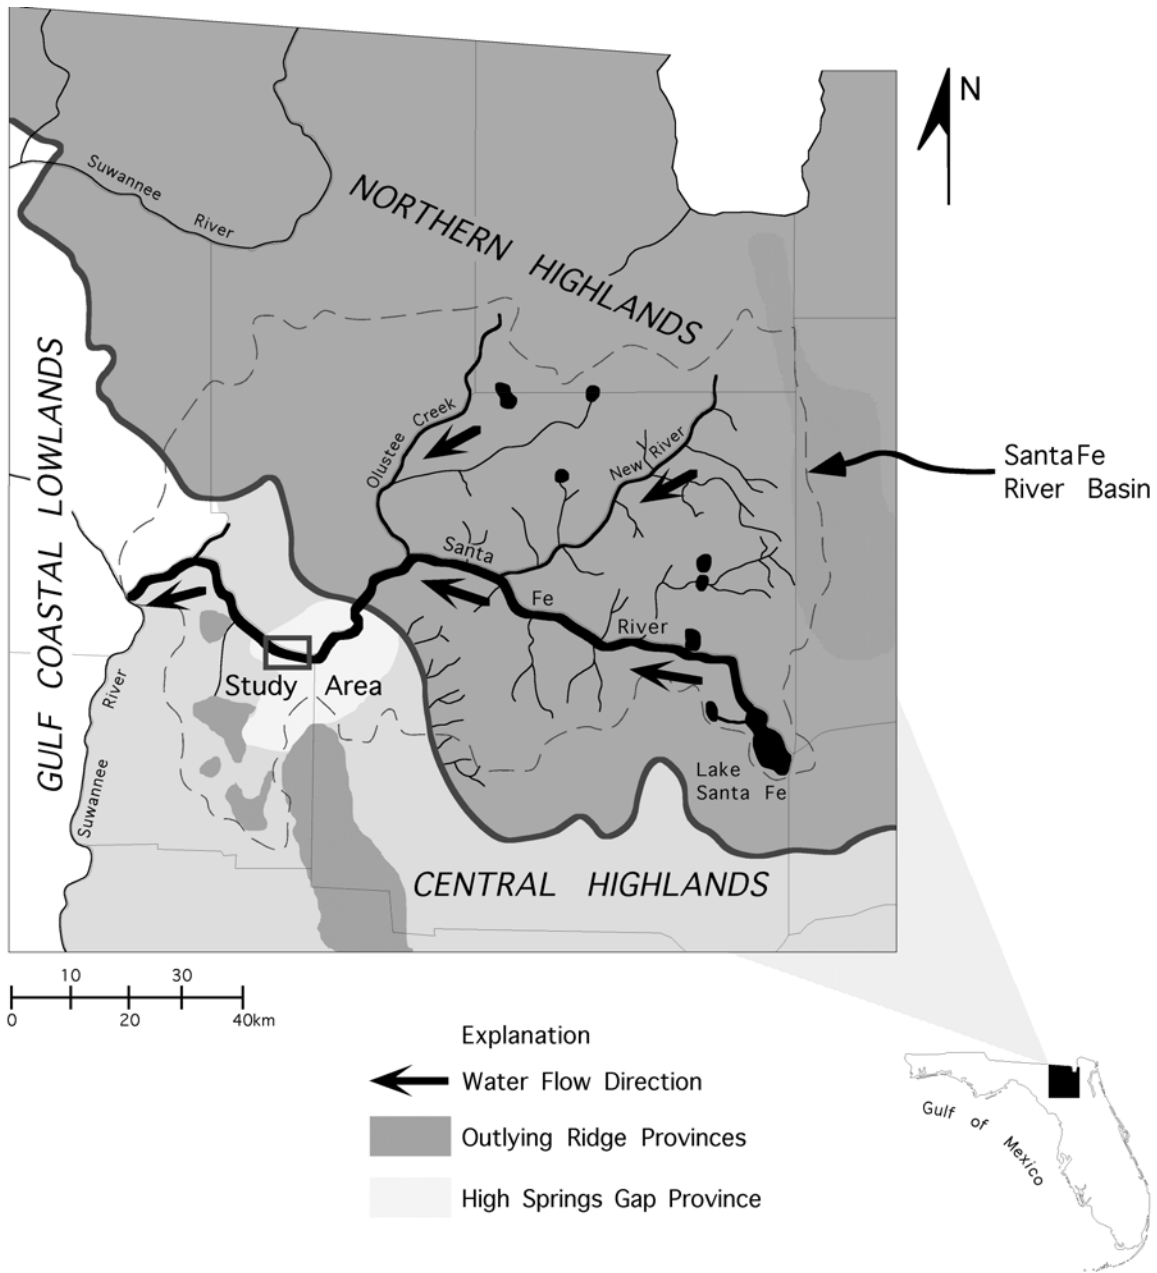 N
Suwannee River
NORTHERN HIGHLANDS
GULF COASTAL LOWLANDS
Olustee Creek
New River
SantaFe
River Basin
Santa Fe River
Study Area
Suwannee River
Lake
Santa Fe
CENTRAL HIGHLANDS
10 30
0 20 40km
Explanation
Water Flow Direction
Outlying Ridge Provinces
High Springs Gap Province
Gulf of Mexico